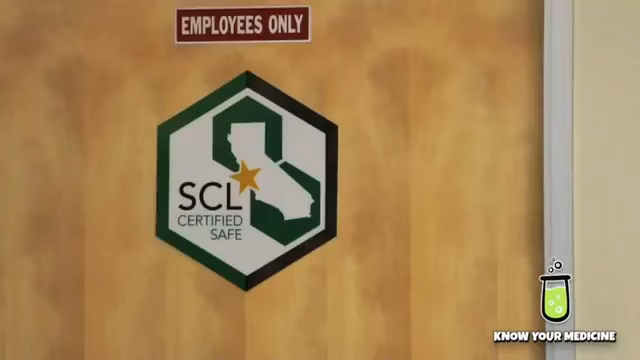 EMPLOYEES ONLY
SCL
CERTIFIED
SAFE
KNOW YOUR MEDICINE